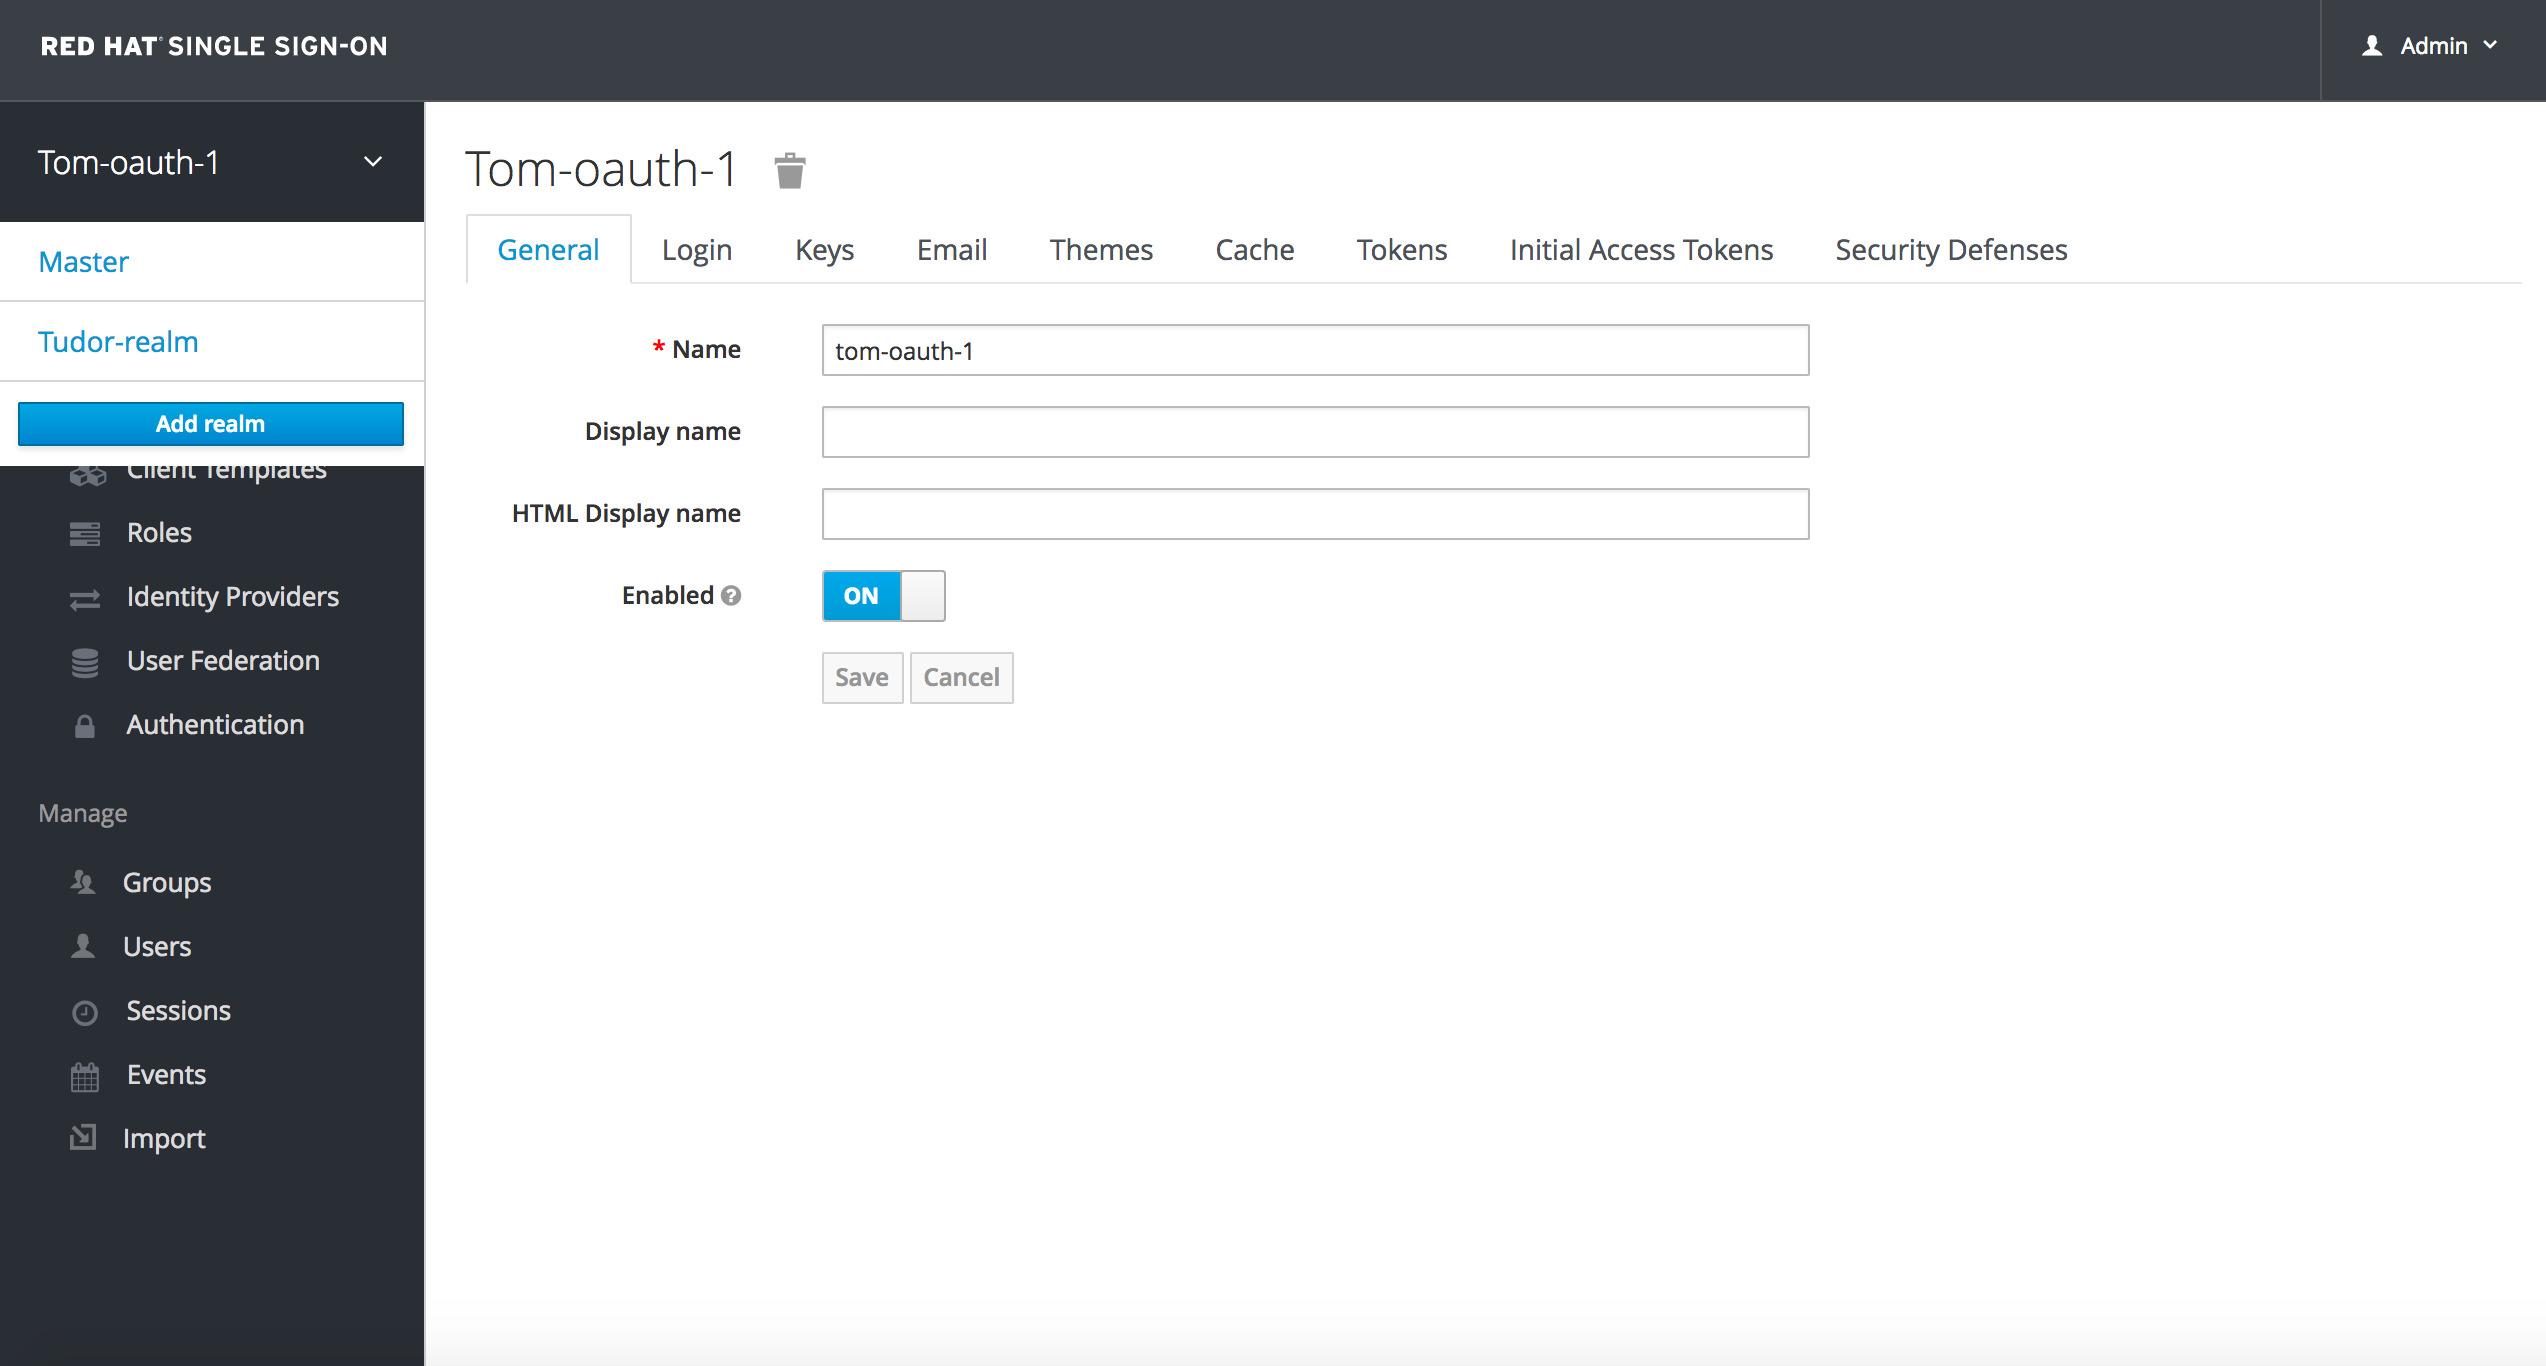 RED HAT SINGLE SIGN-ON
Admin
Tom-oauth-1
Master
Tudor-realm
Add realm
Client Templates
Roles
Identity Providers
User Federation
Authentication
Manage
Groups
Users
Sessions
Events
Import
Tom-oauth-1
General Login Keys Email Themes Cache Tokens Initial Access Tokens Security Defenses
* Name tom-oauth-1
Display name
HTML Display name
Enabled ON
Save Cancel